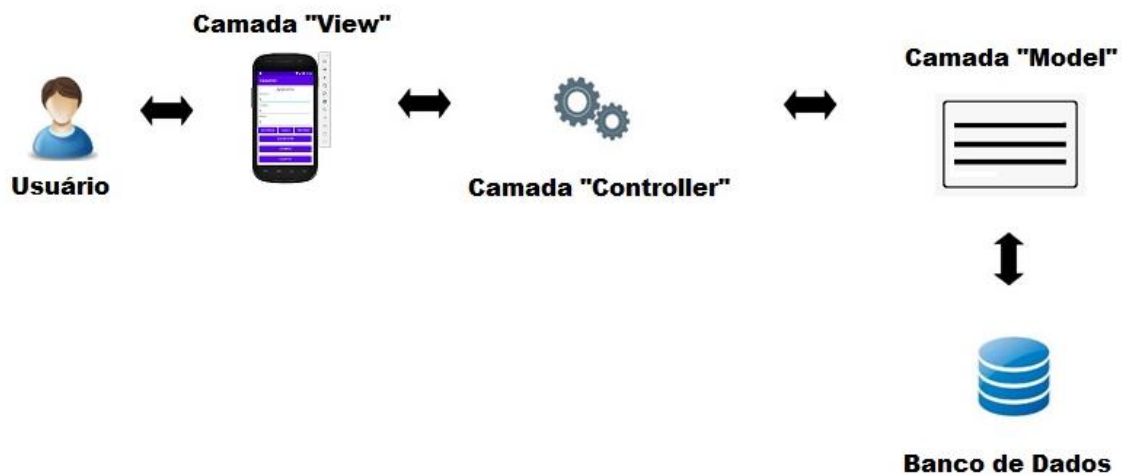 Camada "View"
Camada "Model"
Usuário
Camada "Controller"
Banco de Dados